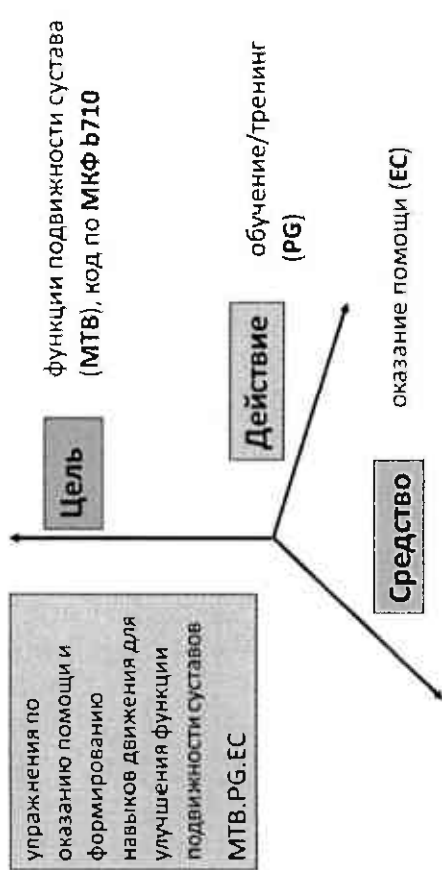 упражнения по
оказанию помощи и
формированию
навыков движения для
улучшения функции
подвижности суставов
MTB.PG.EC
Цель
функции подвижности сустава
(MTB), код по МКФ b710
Действие
обучение/тренинг
(PG)
Средство
оказание помощи (EC)